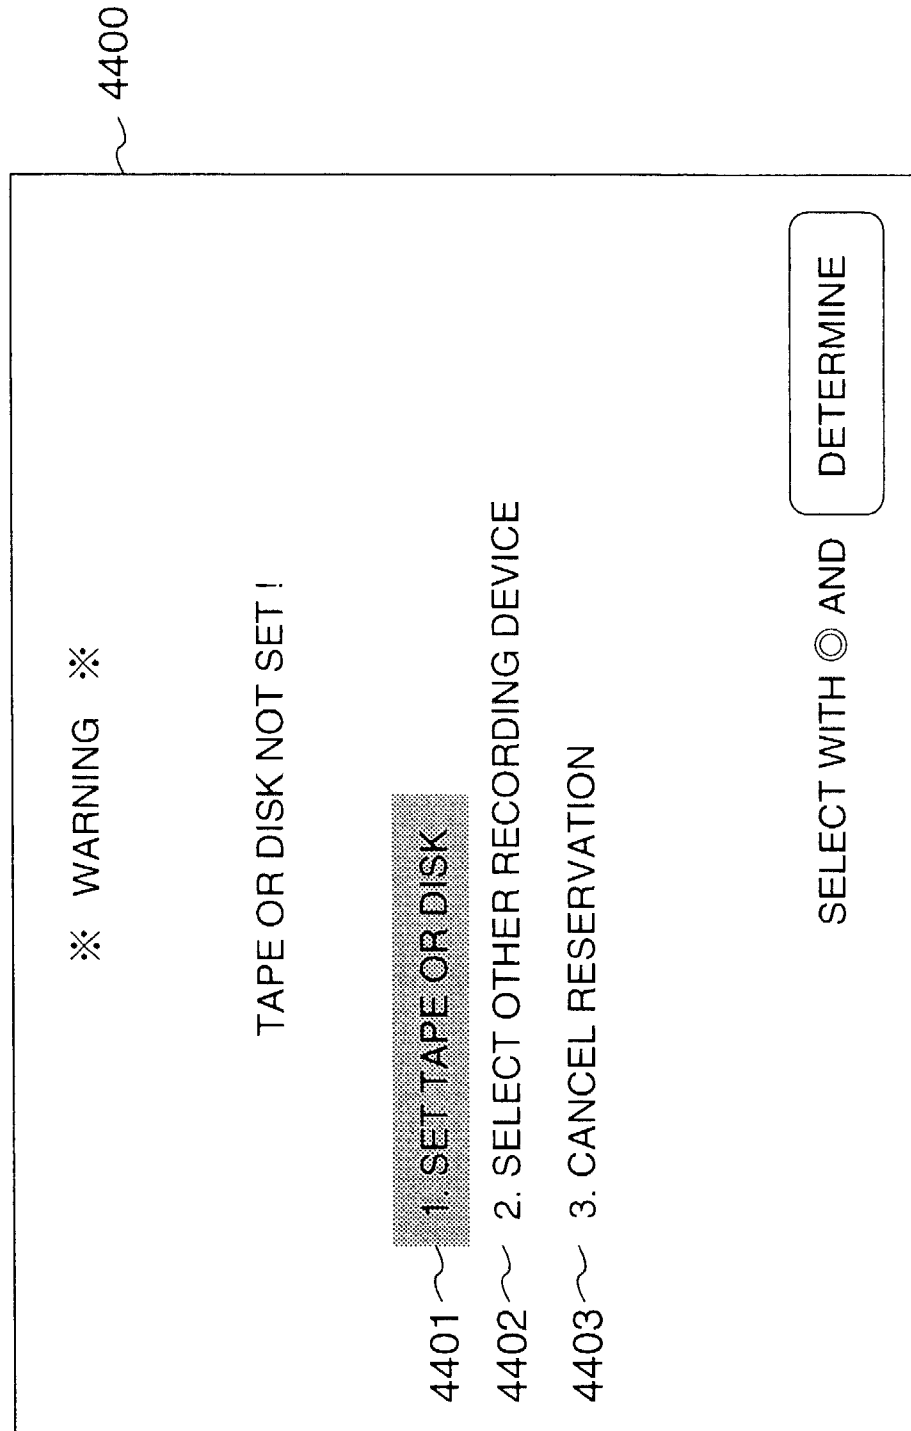 4400
※ WARNING ※
TAPE OR DISK NOT SET !
4401 1. SET TAPE OR DISK
4402 2. SELECT OTHER RECORDING DEVICE
4403 3. CANCEL RESERVATION
SELECT WITH ◎ AND DETERMINE